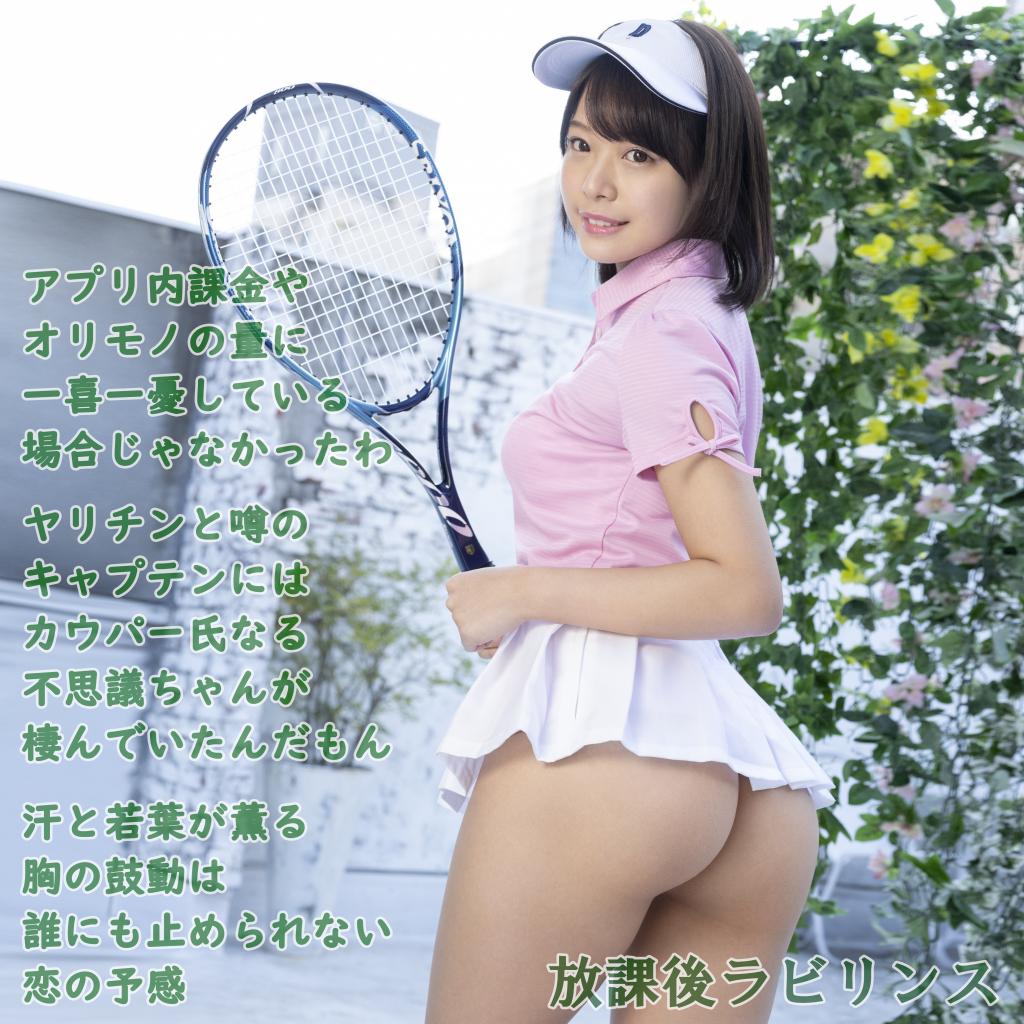 アプリ内課金や
オリモノの量に
一喜一憂している
場合じゃなかったわ
ヤリチンと噂の
キャプテンには
カウパー氏なる
不思議ちゃんが
棲んでいたんだもん
汗と若葉が薫る
胸の鼓動は
誰にも止められない
恋の予感
放課後ラビリンス
D